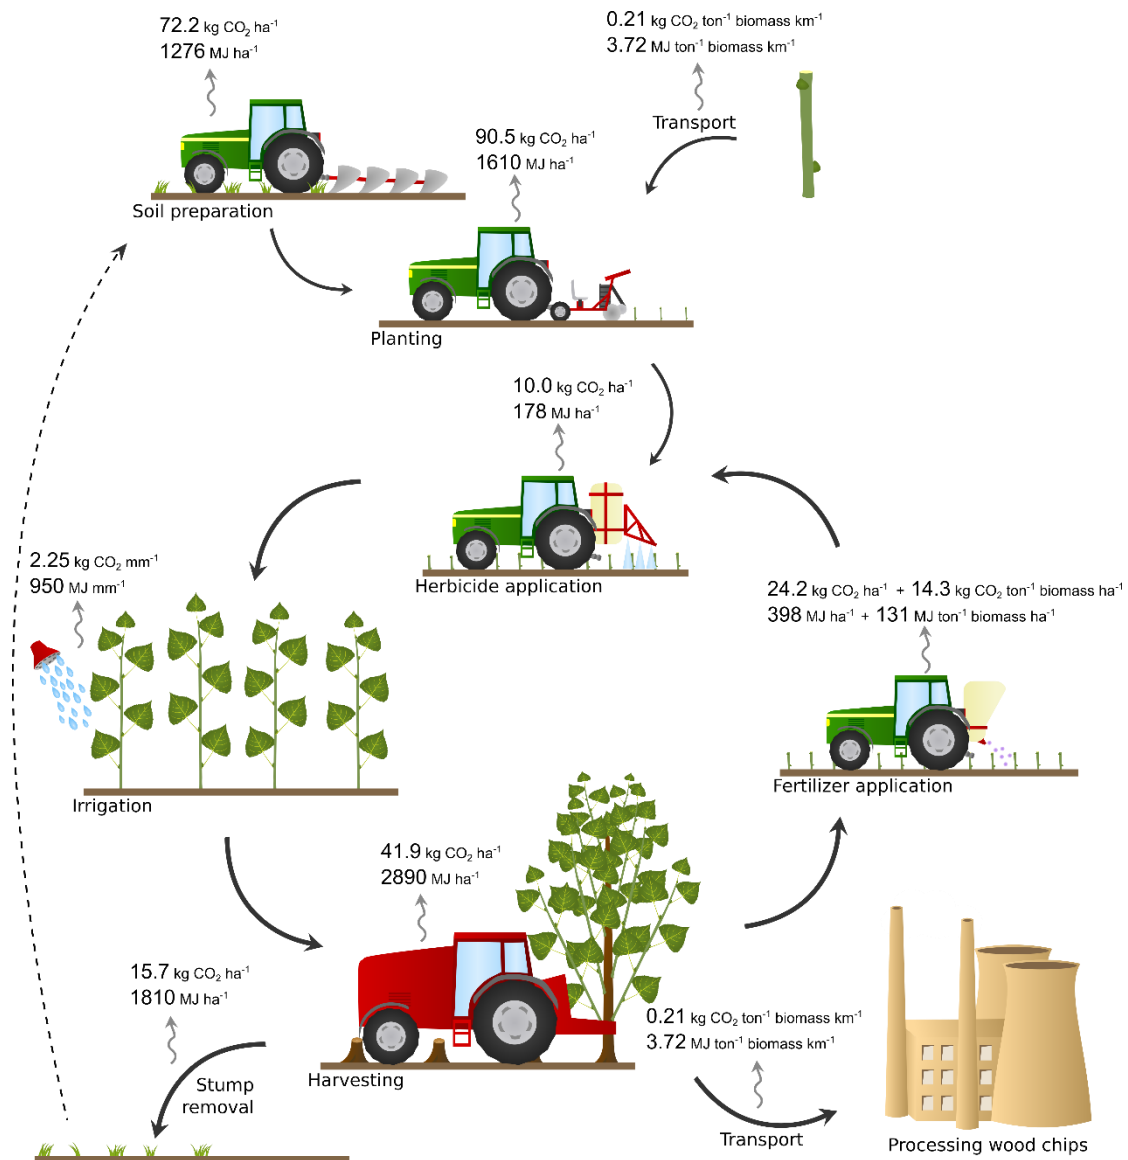 72.2 kg CO₂ ha⁻¹
1276 MJ ha⁻¹
0.21 kg CO₂ ton⁻¹ biomass km⁻¹
3.72 MJ ton⁻¹ biomass km⁻¹
Transport
90.5 kg CO₂ ha⁻¹
1610 MJ ha⁻¹
Soil preparation
Planting
10.0 kg CO₂ ha⁻¹
178 MJ ha⁻¹
Herbicide application
2.25 kg CO₂ mm⁻¹
950 MJ mm⁻¹
Irrigation
24.2 kg CO₂ ha⁻¹ + 14.3 kg CO₂ ton⁻¹ biomass ha⁻¹
398 MJ ha⁻¹ + 131 MJ ton⁻¹ biomass ha⁻¹
Fertilizer application
41.9 kg CO₂ ha⁻¹
2890 MJ ha⁻¹
Harvesting
15.7 kg CO₂ ha⁻¹
1810 MJ ha⁻¹
Stump
removal
0.21 kg CO₂ ton⁻¹ biomass km⁻¹
3.72 MJ ton⁻¹ biomass km⁻¹
Transport
Processing wood chips